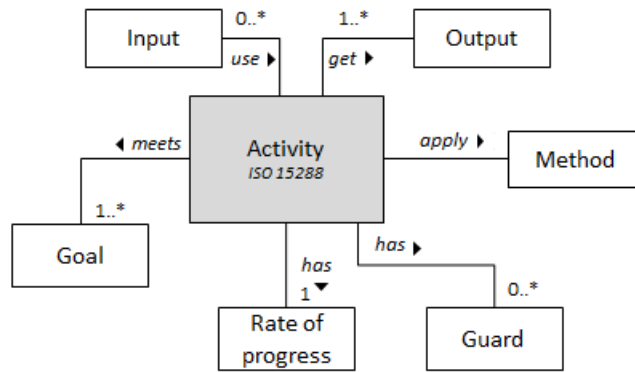 0..*
1..*
Input
Output
use ▶
get ▶
◀ meets
Activity
ISO 15288
apply ▶
Method
1..*
Goal
has ▶
has
1 ▼
0..*
Rate of
progress
Guard